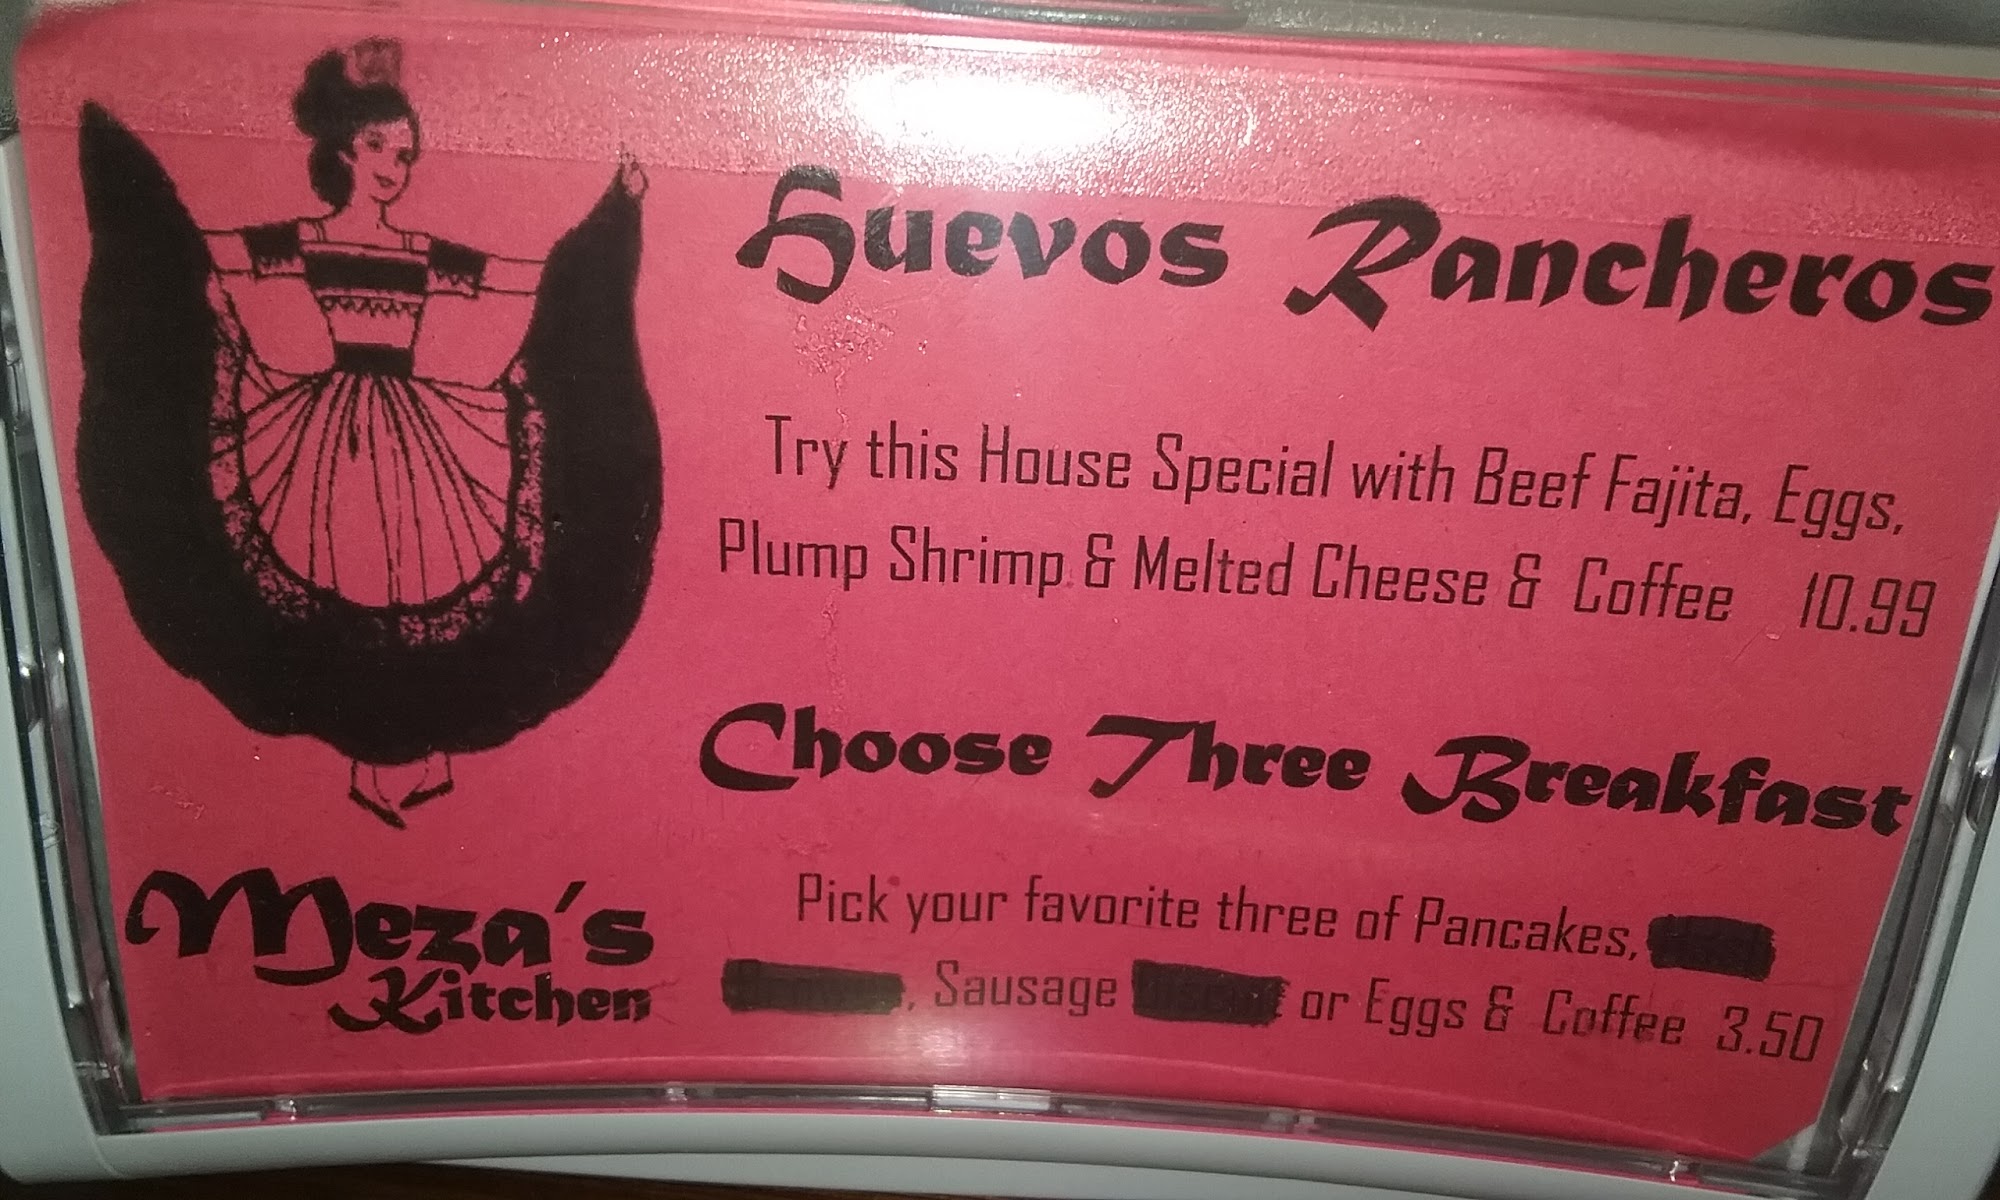 Huevos Rancheros
Try this House Special with Beef Fajita, Eggs,
Plump Shrimp & Melted Cheese & Coffee 10.99
Choose Three Breakfast
Pick your favorite three of Pancakes,
, Sausage or Eggs & Coffee 3.50
Meza's
Kitchen